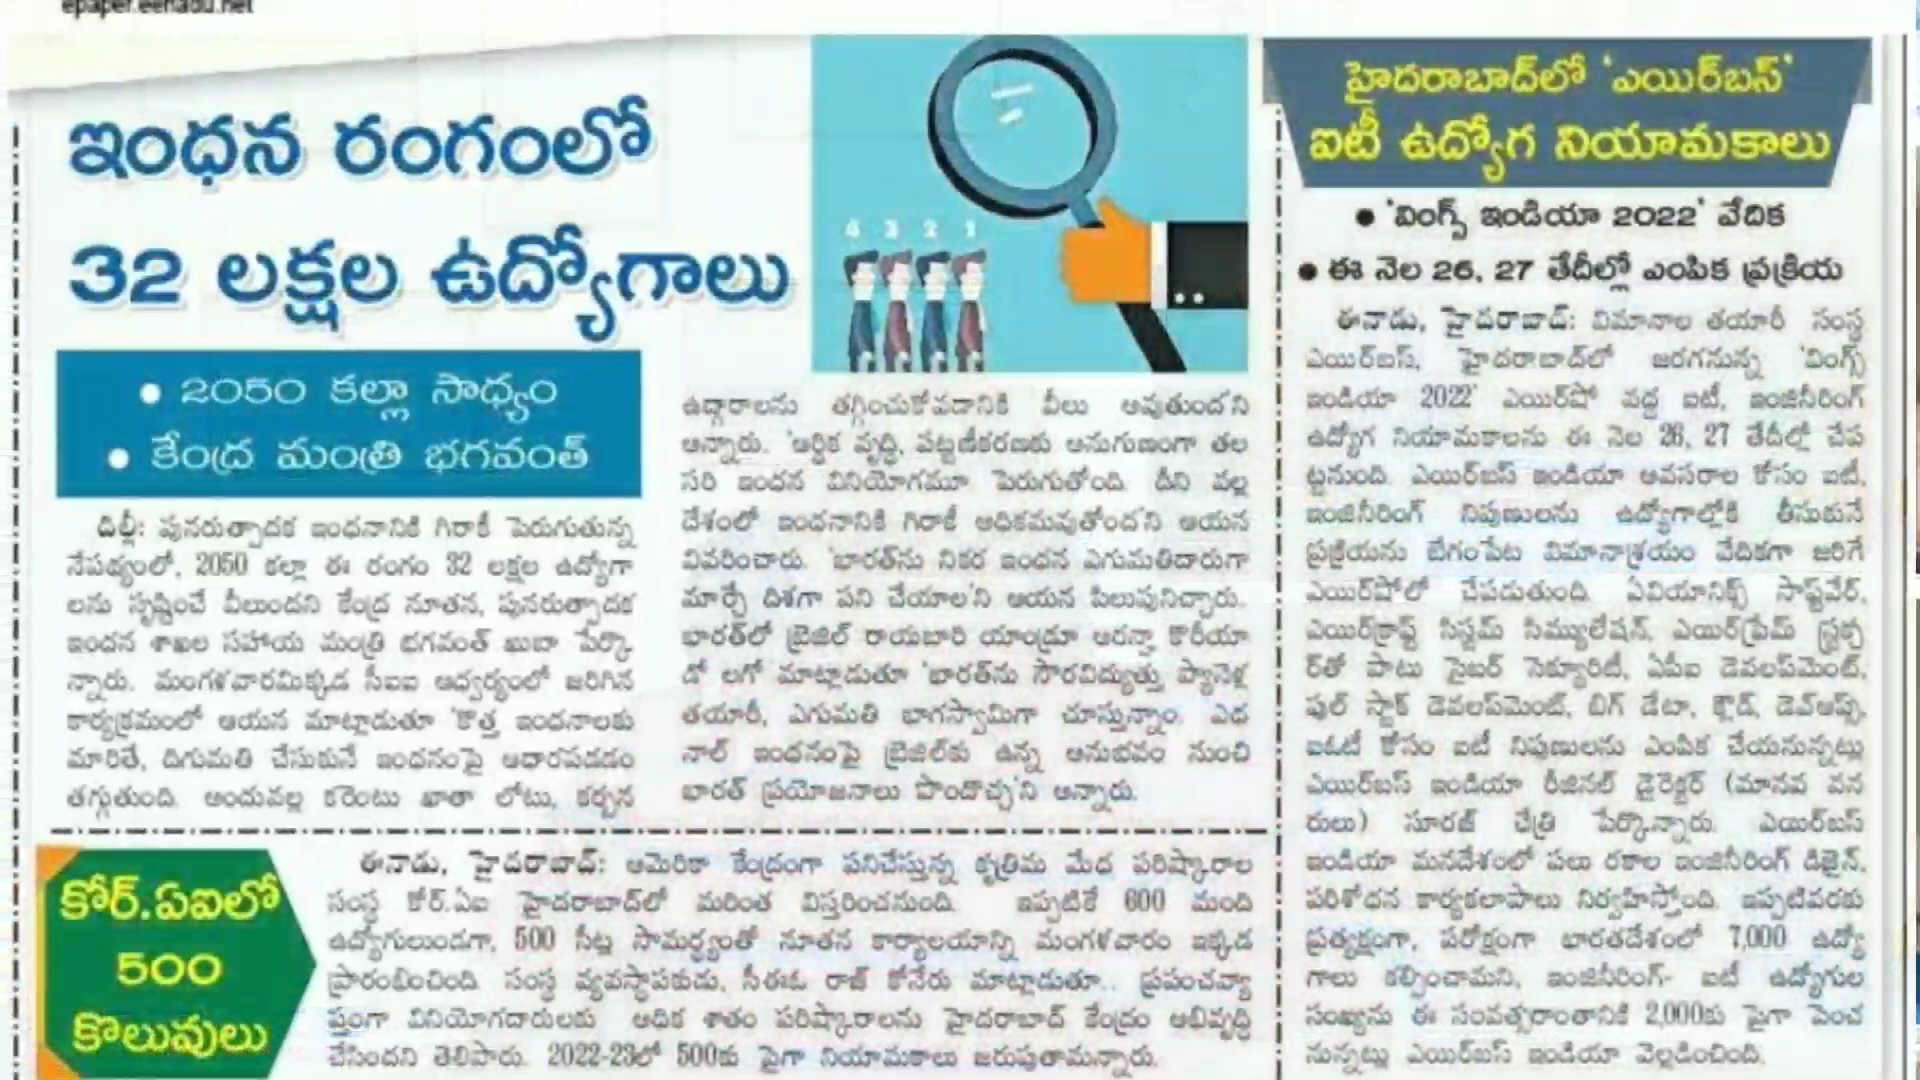 epaper.eenadu.net
ఇంధన రంగంలో
32 లక్షల ఉద్యోగాలు
• 2050 కల్లా సాధ్యం
• కేంద్ర మంత్రి భగవంత్
4 3 2 1
దిల్లీ: పునరుత్పాదక ఇంధనానికి గిరాకీ పెరుగుతున్న
నేపథ్యంలో, 2050 కల్లా ఈ రంగం 32 లక్షల ఉద్యోగా
లను సృష్టించే వీలుందని కేంద్ర నూతన, పునరుత్పాదక
ఇంధన శాఖల సహాయ మంత్రి భగవంత్ ఖుబా పేర్కొ
న్నారు. మంగళవారమిక్కడ సీఐఐ ఆధ్వర్యంలో జరిగిన
కార్యక్రమంలో ఆయన మాట్లాడుతూ 'కొత్త ఇంధనాలకు
మారితే, దిగుమతి చేసుకునే ఇంధనంపై ఆధారపడడం
తగ్గుతుంది. అందువల్ల కరెంటు ఖాతా లోటు, కర్బన
ఉద్గారాలను తగ్గించుకోవడానికి వీలు అవుతుంద'ని
అన్నారు. 'ఆర్థిక వృద్ధి, పట్టణీకరణకు అనుగుణంగా తల
సరి ఇంధన వినియోగమూ పెరుగుతోంది. దీని వల్ల
దేశంలో ఇంధనానికి గిరాకీ అధికమవుతోంద'ని ఆయన
వివరించారు. 'భారత్‌ను నికర ఇంధన ఎగుమతిదారుగా
మార్చే దిశగా పని చేయాల'ని ఆయన పిలుపునిచ్చారు.
భారత్‌లో బ్రెజిల్ రాయబారి యాండ్రూ ఆరన్హా కొరియా
డో లగో మాట్లాడుతూ 'భారత్‌ను సౌరవిద్యుత్తు ప్యానెళ్ల
తయారీ, ఎగుమతి భాగస్వామిగా చూస్తున్నాం. ఎథ
నాల్ ఇంధనంపై బ్రెజిల్‌కు ఉన్న అనుభవం నుంచి
భారత్ ప్రయోజనాలు పొందొచ్చ'ని అన్నారు.
కోర్.ఏఐలో
500
కొలువులు
ఈనాడు, హైదరాబాద్: అమెరికా కేంద్రంగా పనిచేస్తున్న కృత్రిమ మేధ పరిష్కారాల
సంస్థ కోర్.ఏఐ హైదరాబాద్‌లో మరింత విస్తరించనుంది. ఇప్పటికే 600 మంది
ఉద్యోగులుండగా, 500 సీట్ల సామర్థ్యంతో నూతన కార్యాలయాన్ని మంగళవారం ఇక్కడ
ప్రారంభించింది. సంస్థ వ్యవస్థాపకుడు, సీఈఓ రాజ్ కోనేరు మాట్లాడుతూ.. ప్రపంచవ్యా
ప్తంగా వినియోగదారులకు అధిక శాతం పరిష్కారాలను హైదరాబాద్ కేంద్రం అభివృద్ధి
చేసిందని తెలిపారు. 2022-23లో 500కు పైగా నియామకాలు జరుపుతామన్నారు.
హైదరాబాద్‌లో 'ఎయిర్‌బస్'
ఐటీ ఉద్యోగ నియామకాలు
• 'వింగ్స్ ఇండియా 2022' వేదిక
• ఈ నెల 26, 27 తేదీల్లో ఎంపిక ప్రక్రియ
ఈనాడు, హైదరాబాద్: విమానాల తయారీ సంస్థ
ఎయిర్‌బస్, హైదరాబాద్‌లో జరగనున్న 'వింగ్స్
ఇండియా 2022' ఎయిర్‌షో వద్ద ఐటీ, ఇంజినీరింగ్
ఉద్యోగ నియామకాలను ఈ నెల 26, 27 తేదీల్లో చేప
ట్టనుంది. ఎయిర్‌బస్ ఇండియా అవసరాల కోసం ఐటీ,
ఇంజినీరింగ్ నిపుణులను ఉద్యోగాల్లోకి తీసుకునే
ప్రక్రియను బేగంపేట విమానాశ్రయం వేదికగా జరిగే
ఎయిర్‌షోలో చేపడుతుంది. ఏవియానిక్స్ సాఫ్ట్‌వేర్,
ఎయిర్‌క్రాఫ్ట్ సిస్టమ్ సిమ్యులేషన్, ఎయిర్‌ఫ్రేమ్ స్ట్రక్చ
ర్‌తో పాటు సైబర్ సెక్యూరిటీ, ఏపీఐ డెవలప్‌మెంట్,
ఫుల్ స్టాక్ డెవలప్‌మెంట్, బిగ్ డేటా, క్లౌడ్, డెవ్‌ఆప్స్,
ఐఓటీ కోసం ఐటీ నిపుణులను ఎంపిక చేయనున్నట్లు
ఎయిర్‌బస్ ఇండియా రీజినల్ డైరెక్టర్ (మానవ వన
రులు) సూరజ్ ఛేత్రి పేర్కొన్నారు. ఎయిర్‌బస్
ఇండియా మనదేశంలో పలు రకాల ఇంజినీరింగ్ డిజైన్,
పరిశోధన కార్యకలాపాలు నిర్వహిస్తోంది. ఇప్పటివరకు
ప్రత్యక్షంగా, పరోక్షంగా భారతదేశంలో 7,000 ఉద్యో
గాలు కల్పించామని, ఇంజినీరింగ్- ఐటీ ఉద్యోగుల
సంఖ్యను ఈ సంవత్సరాంతానికి 2,000కు పైగా పెంచ
నున్నట్లు ఎయిర్‌బస్ ఇండియా వెల్లడించింది.